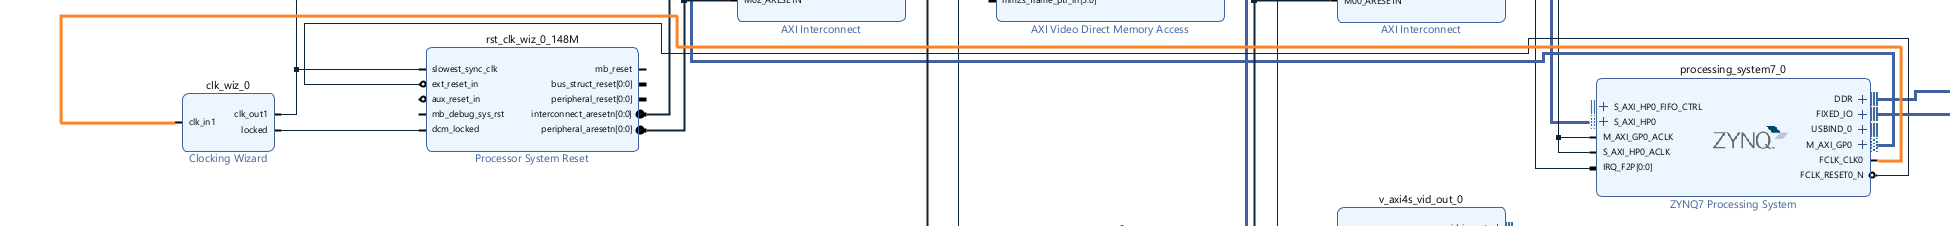 M02_ARESETN
AXI Interconnect
mm2s_frame_ptr_in[5:0]
AXI Video Direct Memory Access
M00_ARESETN
AXI Interconnect
rst_clk_wiz_0_148M
slowest_sync_clk
mb_reset
ext_reset_in
bus_struct_reset[0:0]
aux_reset_in
peripheral_reset[0:0]
mb_debug_sys_rst
interconnect_aresetn[0:0]
dcm_locked
peripheral_aresetn[0:0]
Processor System Reset
clk_wiz_0
clk_in1
clk_out1
locked
Clocking Wizard
processing_system7_0
S_AXI_HP0_FIFO_CTRL
S_AXI_HP0
M_AXI_GP0_ACLK
S_AXI_HP0_ACLK
IRQ_F2P[0:0]
ZYNQ
DDR
FIXED_IO
USBIND_0
M_AXI_GP0
FCLK_CLK0
FCLK_RESET0_N
ZYNQ7 Processing System
v_axi4s_vid_out_0